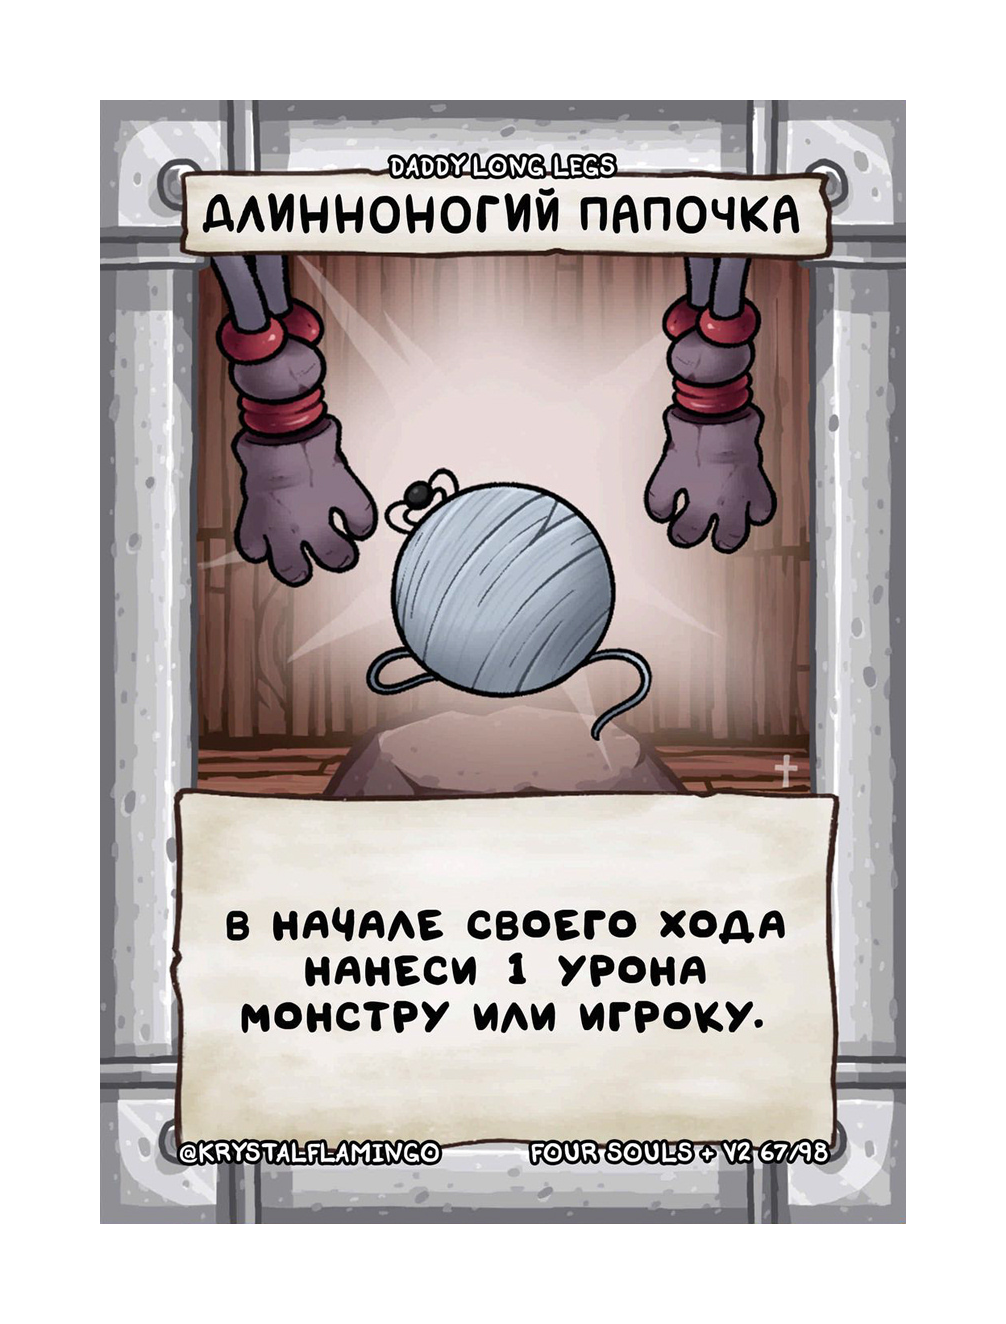 DADDY LONG LEGS
ДЛИННОНОГИЙ ПАПОЧКА
В НАЧАЛЕ СВОЕГО ХОДА
НАНЕСИ 1 УРОНА
МОНСТРУ ИЛИ ИГРОКУ.
@KRYSTALFLAMINGO FOUR SOULS + V2 67/98